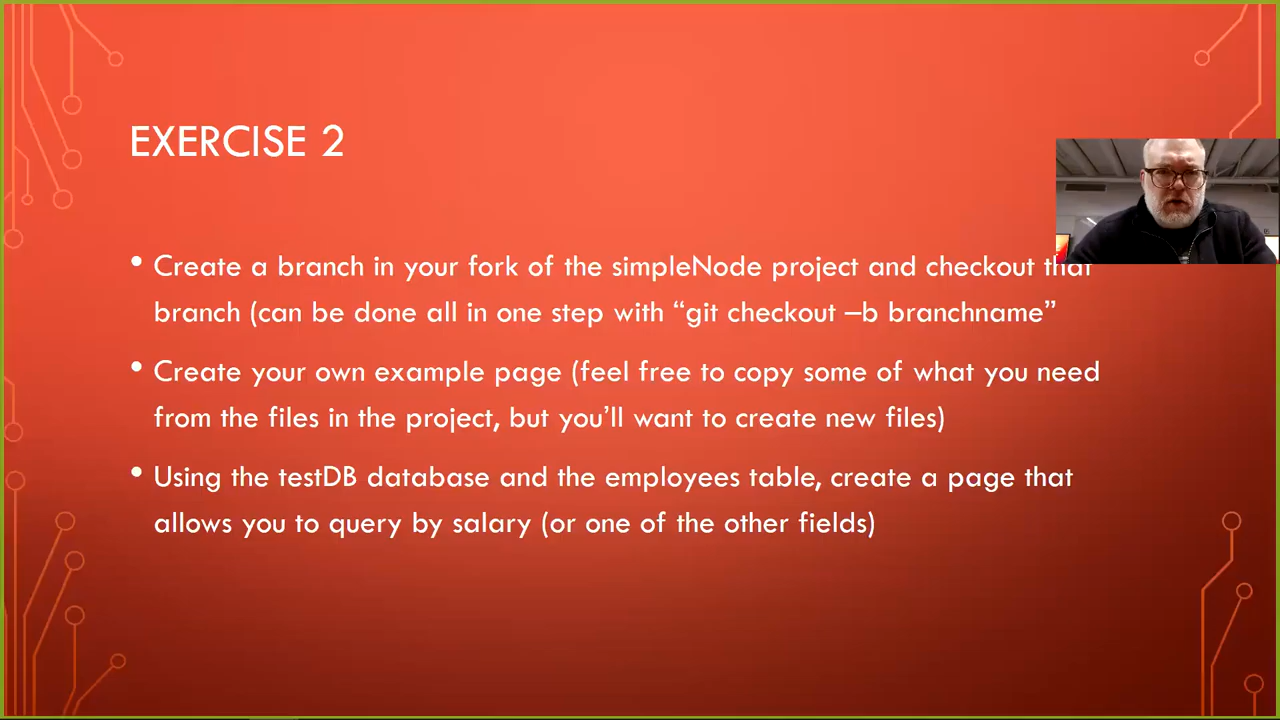 EXERCISE 2
• Create a branch in your fork of the simpleNode project and checkout that
branch (can be done all in one step with “git checkout –b branchname”
• Create your own example page (feel free to copy some of what you need
from the files in the project, but you’ll want to create new files)
• Using the testDB database and the employees table, create a page that
allows you to query by salary (or one of the other fields)